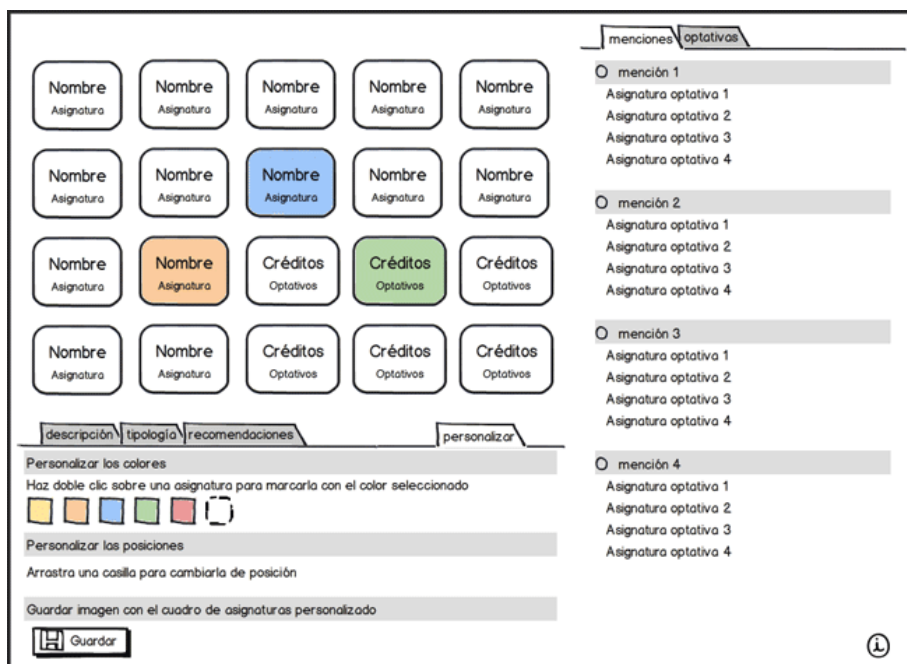 menciones optativas
Nombre Nombre Nombre Nombre Nombre
Asignatura Asignatura Asignatura Asignatura Asignatura
Nombre Nombre Nombre Nombre Nombre
Asignatura Asignatura Asignatura Asignatura Asignatura
Nombre Nombre Créditos Créditos Créditos
Asignatura Asignatura Optativos Optativos Optativos
Nombre Nombre Créditos Créditos Créditos
Asignatura Asignatura Optativos Optativos Optativos
descripción tipología recomendaciones personalizar
Personalizar los colores
Haz doble clic sobre una asignatura para marcarla con el color seleccionado
Personalizar las posiciones
Arrastra una casilla para cambiarla de posición
Guardar imagen con el cuadro de asignaturas personalizado
Guardar
mención 1
Asignatura optativa 1
Asignatura optativa 2
Asignatura optativa 3
Asignatura optativa 4
mención 2
Asignatura optativa 1
Asignatura optativa 2
Asignatura optativa 3
Asignatura optativa 4
mención 3
Asignatura optativa 1
Asignatura optativa 2
Asignatura optativa 3
Asignatura optativa 4
mención 4
Asignatura optativa 1
Asignatura optativa 2
Asignatura optativa 3
Asignatura optativa 4
i